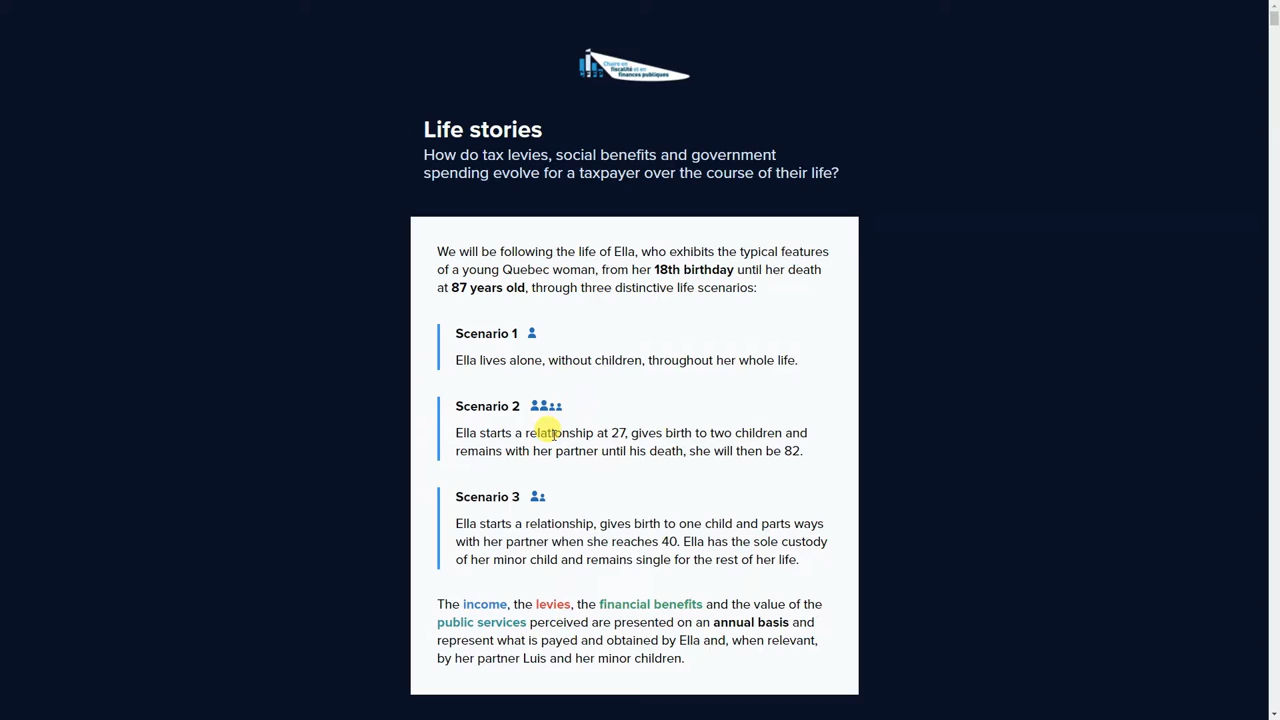 Chaire en
fiscalité et en
finances publiques
Life stories
How do tax levies, social benefits and government
spending evolve for a taxpayer over the course of their life?
We will be following the life of Ella, who exhibits the typical features
of a young Quebec woman, from her 18th birthday until her death
at 87 years old, through three distinctive life scenarios:
Scenario 1
Ella lives alone, without children, throughout her whole life.
Scenario 2
Ella starts a relationship at 27, gives birth to two children and
remains with her partner until his death, she will then be 82.
Scenario 3
Ella starts a relationship, gives birth to one child and parts ways
with her partner when she reaches 40. Ella has the sole custody
of her minor child and remains single for the rest of her life.
The income, the levies, the financial benefits and the value of the
public services perceived are presented on an annual basis and
represent what is payed and obtained by Ella and, when relevant,
by her partner Luis and her minor children.